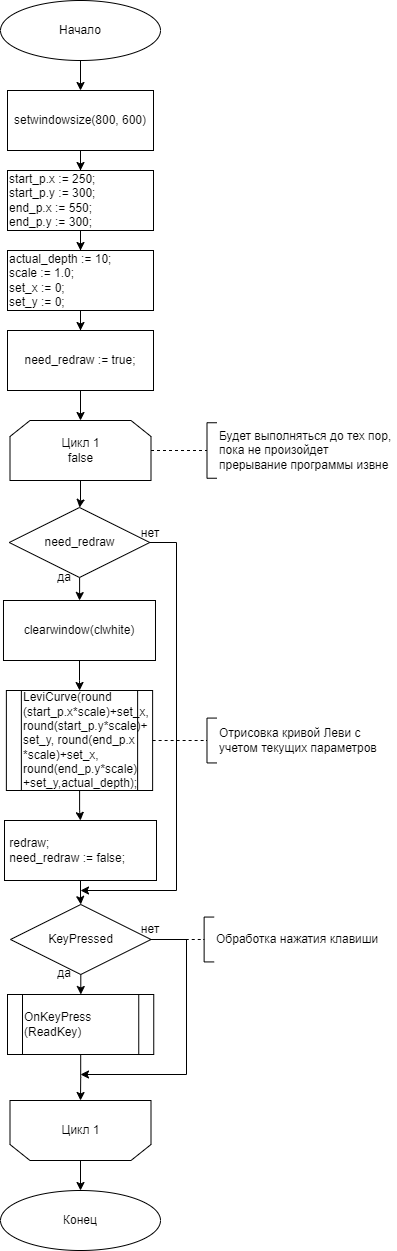 Начало
setwindowsize(800, 600)
start_p.x := 250;
start_p.y := 300;
end_p.x := 550;
end_p.y := 300;
actual_depth := 10;
scale := 1.0;
set_x := 0;
set_y := 0;
need_redraw := true;
Цикл 1
false
Будет выполняться до тех пор,
пока не произойдет
прерывание программы извне
need_redraw
нет
да
clearwindow(clwhite)
LeviCurve(round
(start_p.x*scale)+set_x,
round(start_p.y*scale)+
set_y, round(end_p.x
*scale)+set_x,
round(end_p.y*scale)
+set_y,actual_depth);
Отрисовка кривой Леви с
учетом текущих параметров
redraw;
need_redraw := false;
KeyPressed
нет
да
Обработка нажатия клавиши
OnKeyPress
(ReadKey)
Цикл 1
Конец